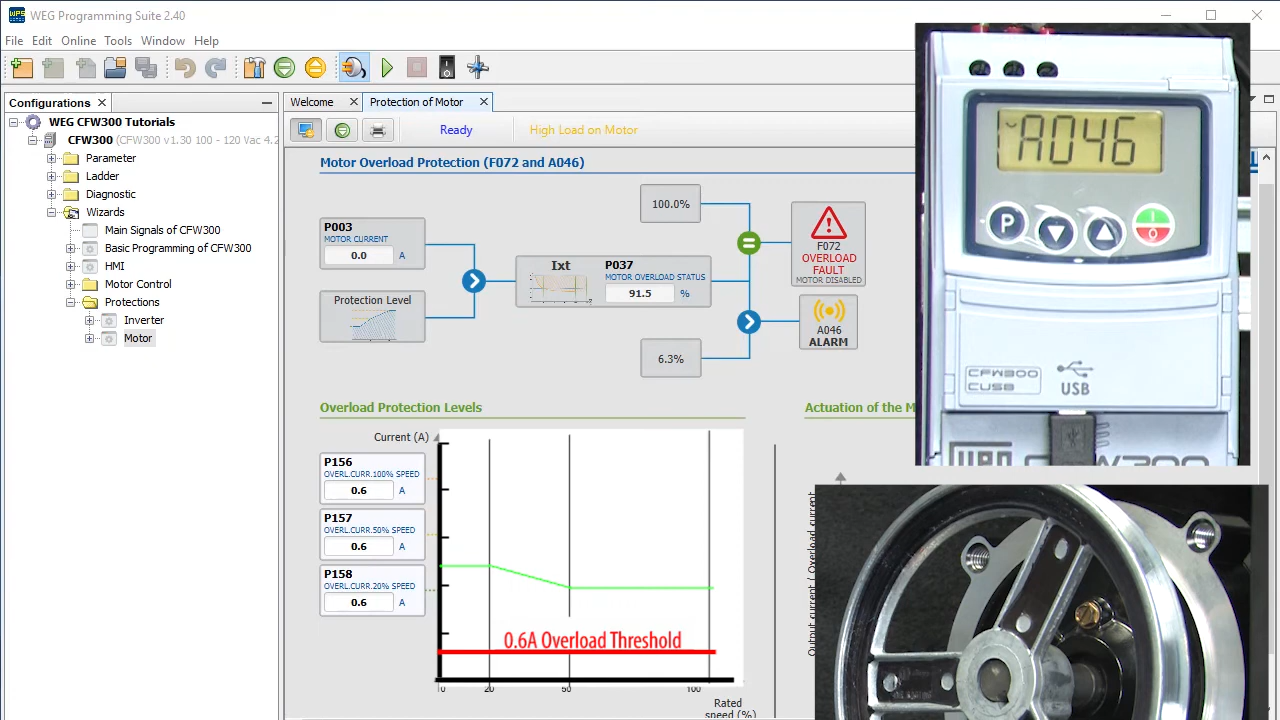 WPS
WEG Programming Suite 2.40
File Edit Online Tools Window Help
Configurations
WEG CFW300 Tutorials
CFW300 (CFW300 v1.30 100 - 120 Vac 4.2
Parameter
Ladder
Diagnostic
Wizards
Main Signals of CFW300
Basic Programming of CFW300
HMI
Motor Control
Protections
Inverter
Motor
Welcome
Protection of Motor
Ready
High Load on Motor
Motor Overload Protection (F072 and A046)
P003
MOTOR CURRENT
0.0 A
Protection Level
Ixt
P037
MOTOR OVERLOAD STATUS
91.5 %
100.0%
6.3%
F072
OVERLOAD
FAULT
MOTOR DISABLED
A046
ALARM
Overload Protection Levels
Actuation of the M
Current (A)
P156
OVERL.CURR.100% SPEED
0.6 A
P157
OVERL.CURR.50% SPEED
0.6 A
P158
OVERL.CURR.20% SPEED
0.6 A
0.6A Overload Threshold
0 20 50 100
Rated
speed (%)
Output current / Overload current
A046
P
I
O
CFW300
CUSB
USB
WEG CFW300